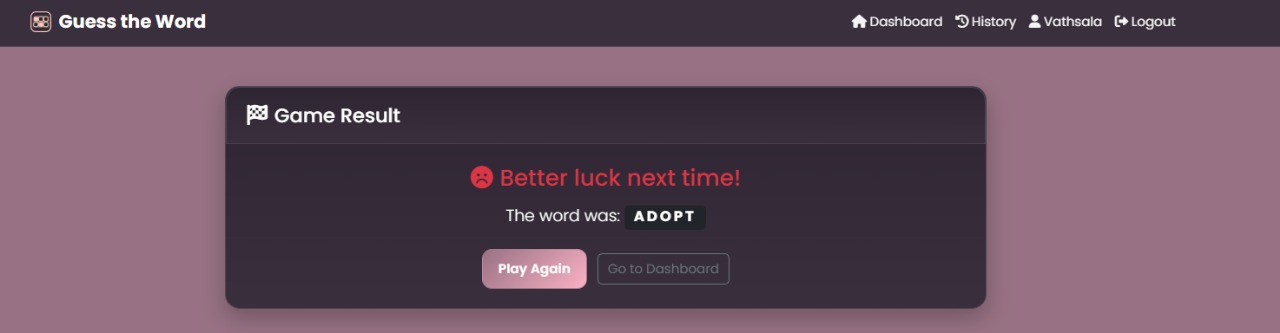 Guess the Word Dashboard History Vathsala Logout
Game Result
Better luck next time!
The word was: ADOPT
Play Again Go to Dashboard